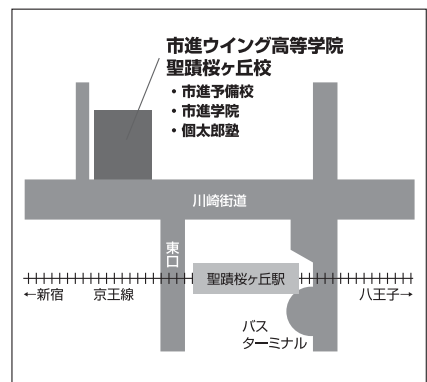 市進ウイング高等学院
聖蹟桜ヶ丘校
・市進予備校
・市進学院
・個太郎塾
川崎街道
東口
聖蹟桜ヶ丘駅
←新宿
京王線
八王子→
バス
ターミナル